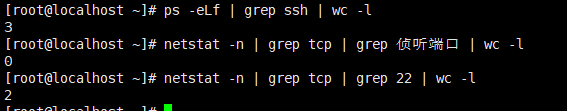 [root@localhost ~]# ps -eLf | grep ssh | wc -l
3
[root@localhost ~]# netstat -n | grep tcp | grep 侦听端口 | wc -l
0
[root@localhost ~]# netstat -n | grep tcp | grep 22 | wc -l
2
[root@localhost ~]#